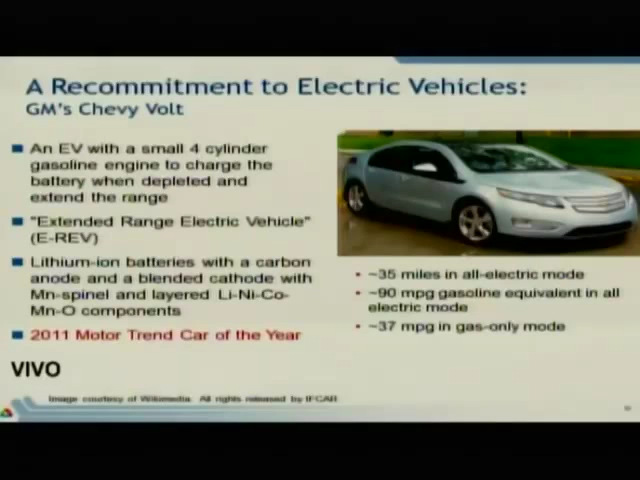 A Recommitment to Electric Vehicles:
GM's Chevy Volt
An EV with a small 4 cylinder
gasoline engine to charge the
battery when depleted and
extend the range
"Extended Range Electric Vehicle"
(E-REV)
Lithium-ion batteries with a carbon
anode and a blended cathode with
Mn-spinel and layered Li-Ni-Co-
Mn-O components
2011 Motor Trend Car of the Year
~35 miles in all-electric mode
~90 mpg gasoline equivalent in all
electric mode
~37 mpg in gas-only mode
VIVO
Image courtesy of Wikimedia. All rights released by IFCAR